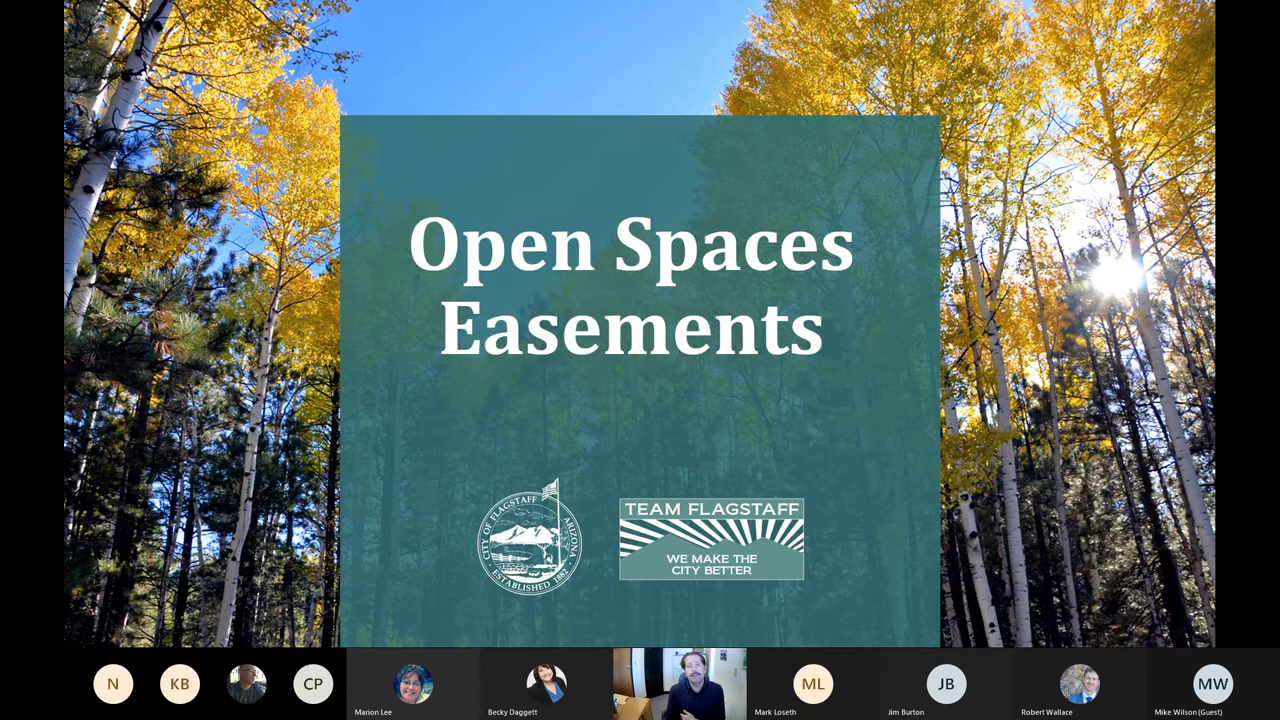 Open Spaces
Easements
CITY OF FLAGSTAFF
ARIZONA
ESTABLISHED 1882
TEAM FLAGSTAFF
WE MAKE THE
CITY BETTER
N
KB
CP
Marion Lee
Becky Daggett
ML
Mark Loseth
JB
Jim Burton
Robert Wallace
MW
Mike Wilson (Guest)